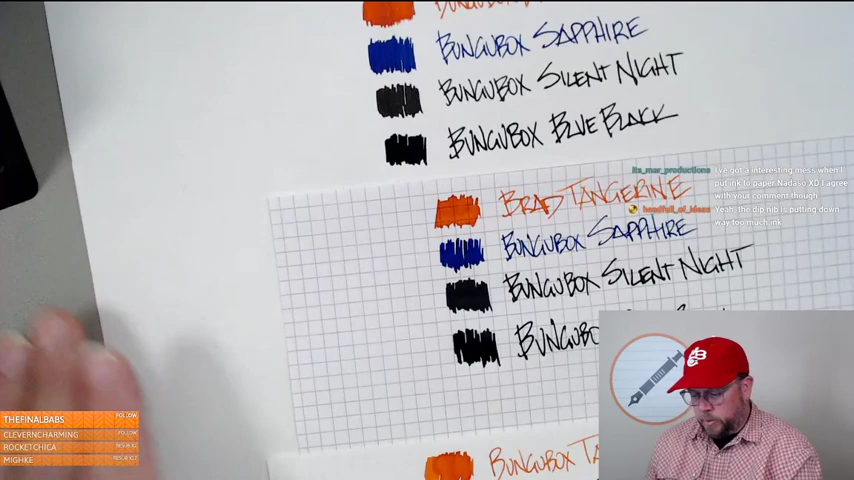 BUNGUBOX SAPPHIRE
BUNGUBOX SILENT NIGHT
BUNGUBOX BLUE BLACK
BRAD TANGERINE
BUNGUBOX SAPPHIRE
BUNGUBOX SILENT NIGHT
BUNGUBOX
BUNGUBOX
its_mar_productions I've got a interesting mess when I
put ink to paper Nadaso XD I agree
with your comment though
handfull_of_ideas Yeah, the dip nib is putting down
way too much ink
THEFINALBABS FOLLOW
CLEVERNCHARMING FOLLOW
ROCKETCHICA
MIGHKE